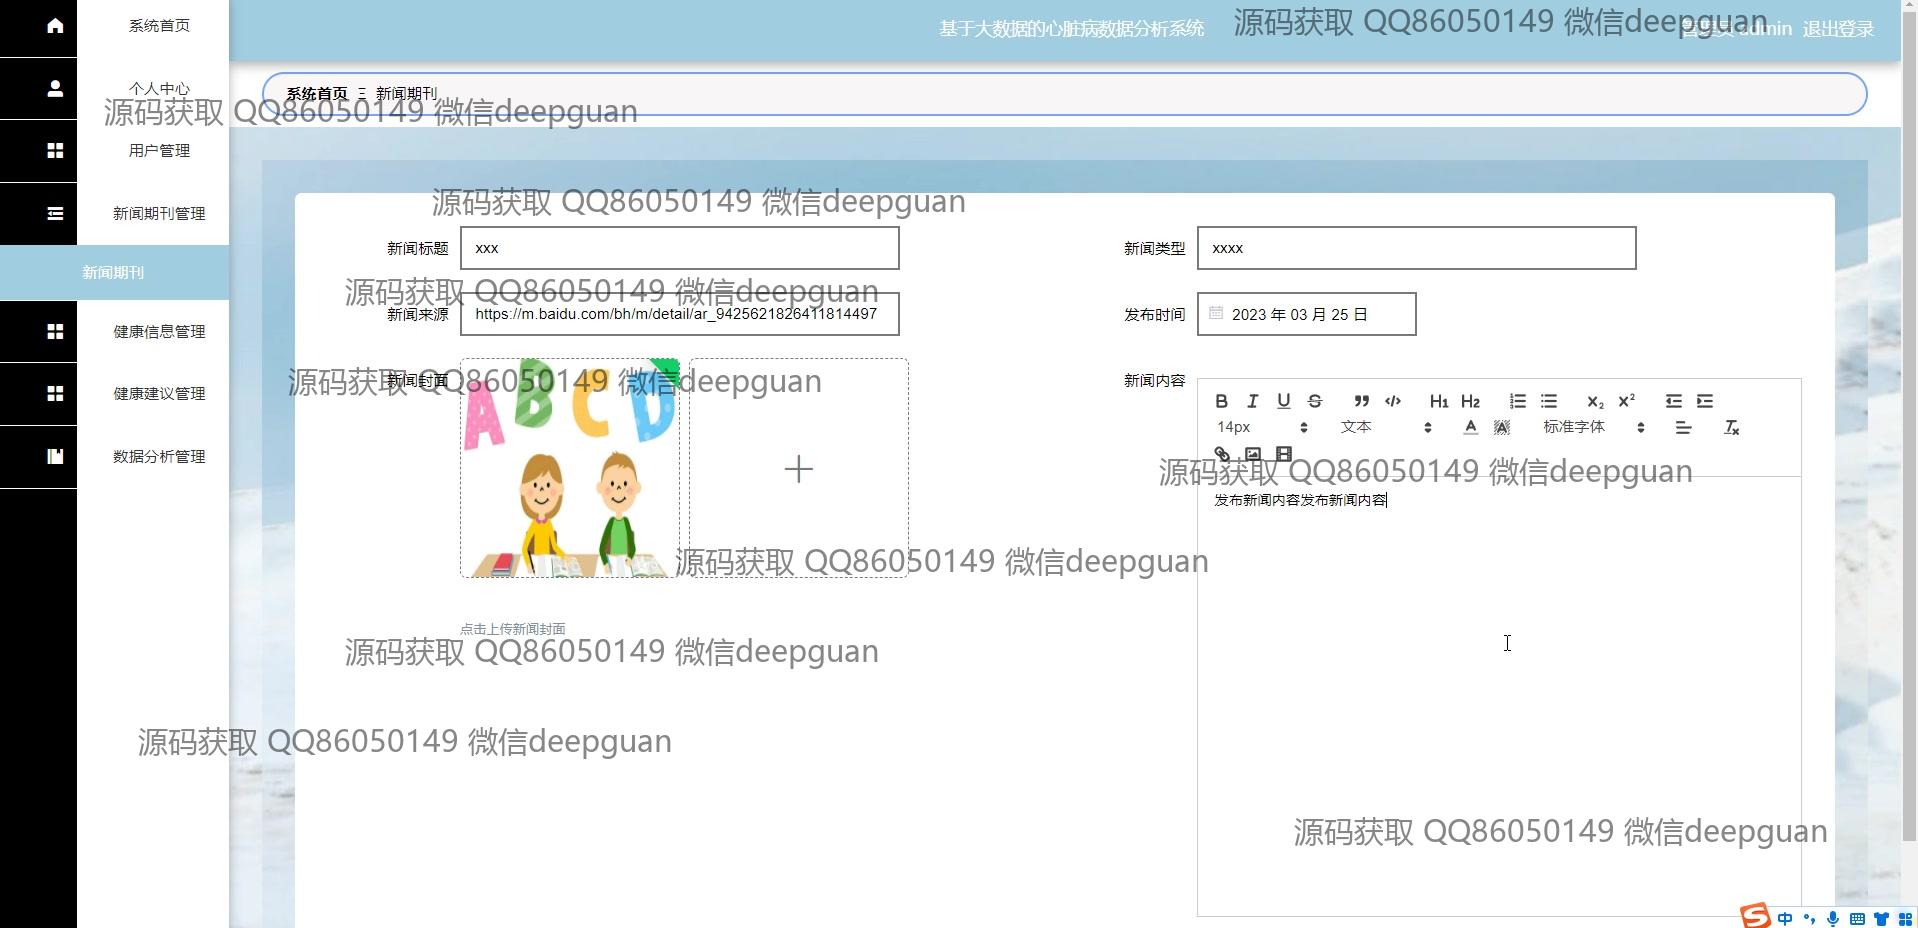 系统首页
基于大数据的心脏病数据分析系统
源码获取 QQ86050149 微信deepguan
管理员 admin 退出登录
个人中心
系统首页 Ξ 新闻期刊
源码获取 QQ86050149 微信deepguan
用户管理
新闻期刊管理
源码获取 QQ86050149 微信deepguan
新闻标题 xxx
新闻类型 xxxx
新闻期刊
源码获取 QQ86050149 微信deepguan
新闻来源 https://m.baidu.com/bh/m/detail/ar_9425621826411814497
发布时间 2023 年 03 月 25 日
健康信息管理
新闻封面
源码获取 QQ86050149 微信deepguan
A B C D
新闻内容
健康建议管理
B I U S H1 H2 X2 X2
14px 文本 A A 标准字体 Tx
数据分析管理
源码获取 QQ86050149 微信deepguan
发布新闻内容发布新闻内容
源码获取 QQ86050149 微信deepguan
点击上传新闻封面
源码获取 QQ86050149 微信deepguan
源码获取 QQ86050149 微信deepguan
源码获取 QQ86050149 微信deepguan
S 中